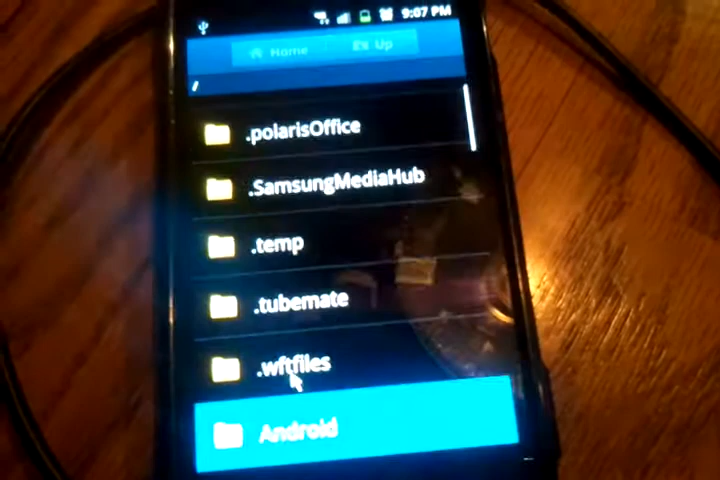 9:07 PM
Home Up
/
.polarisOffice
.SamsungMediaHub
.temp
.tubemate
.wftfiles
Android